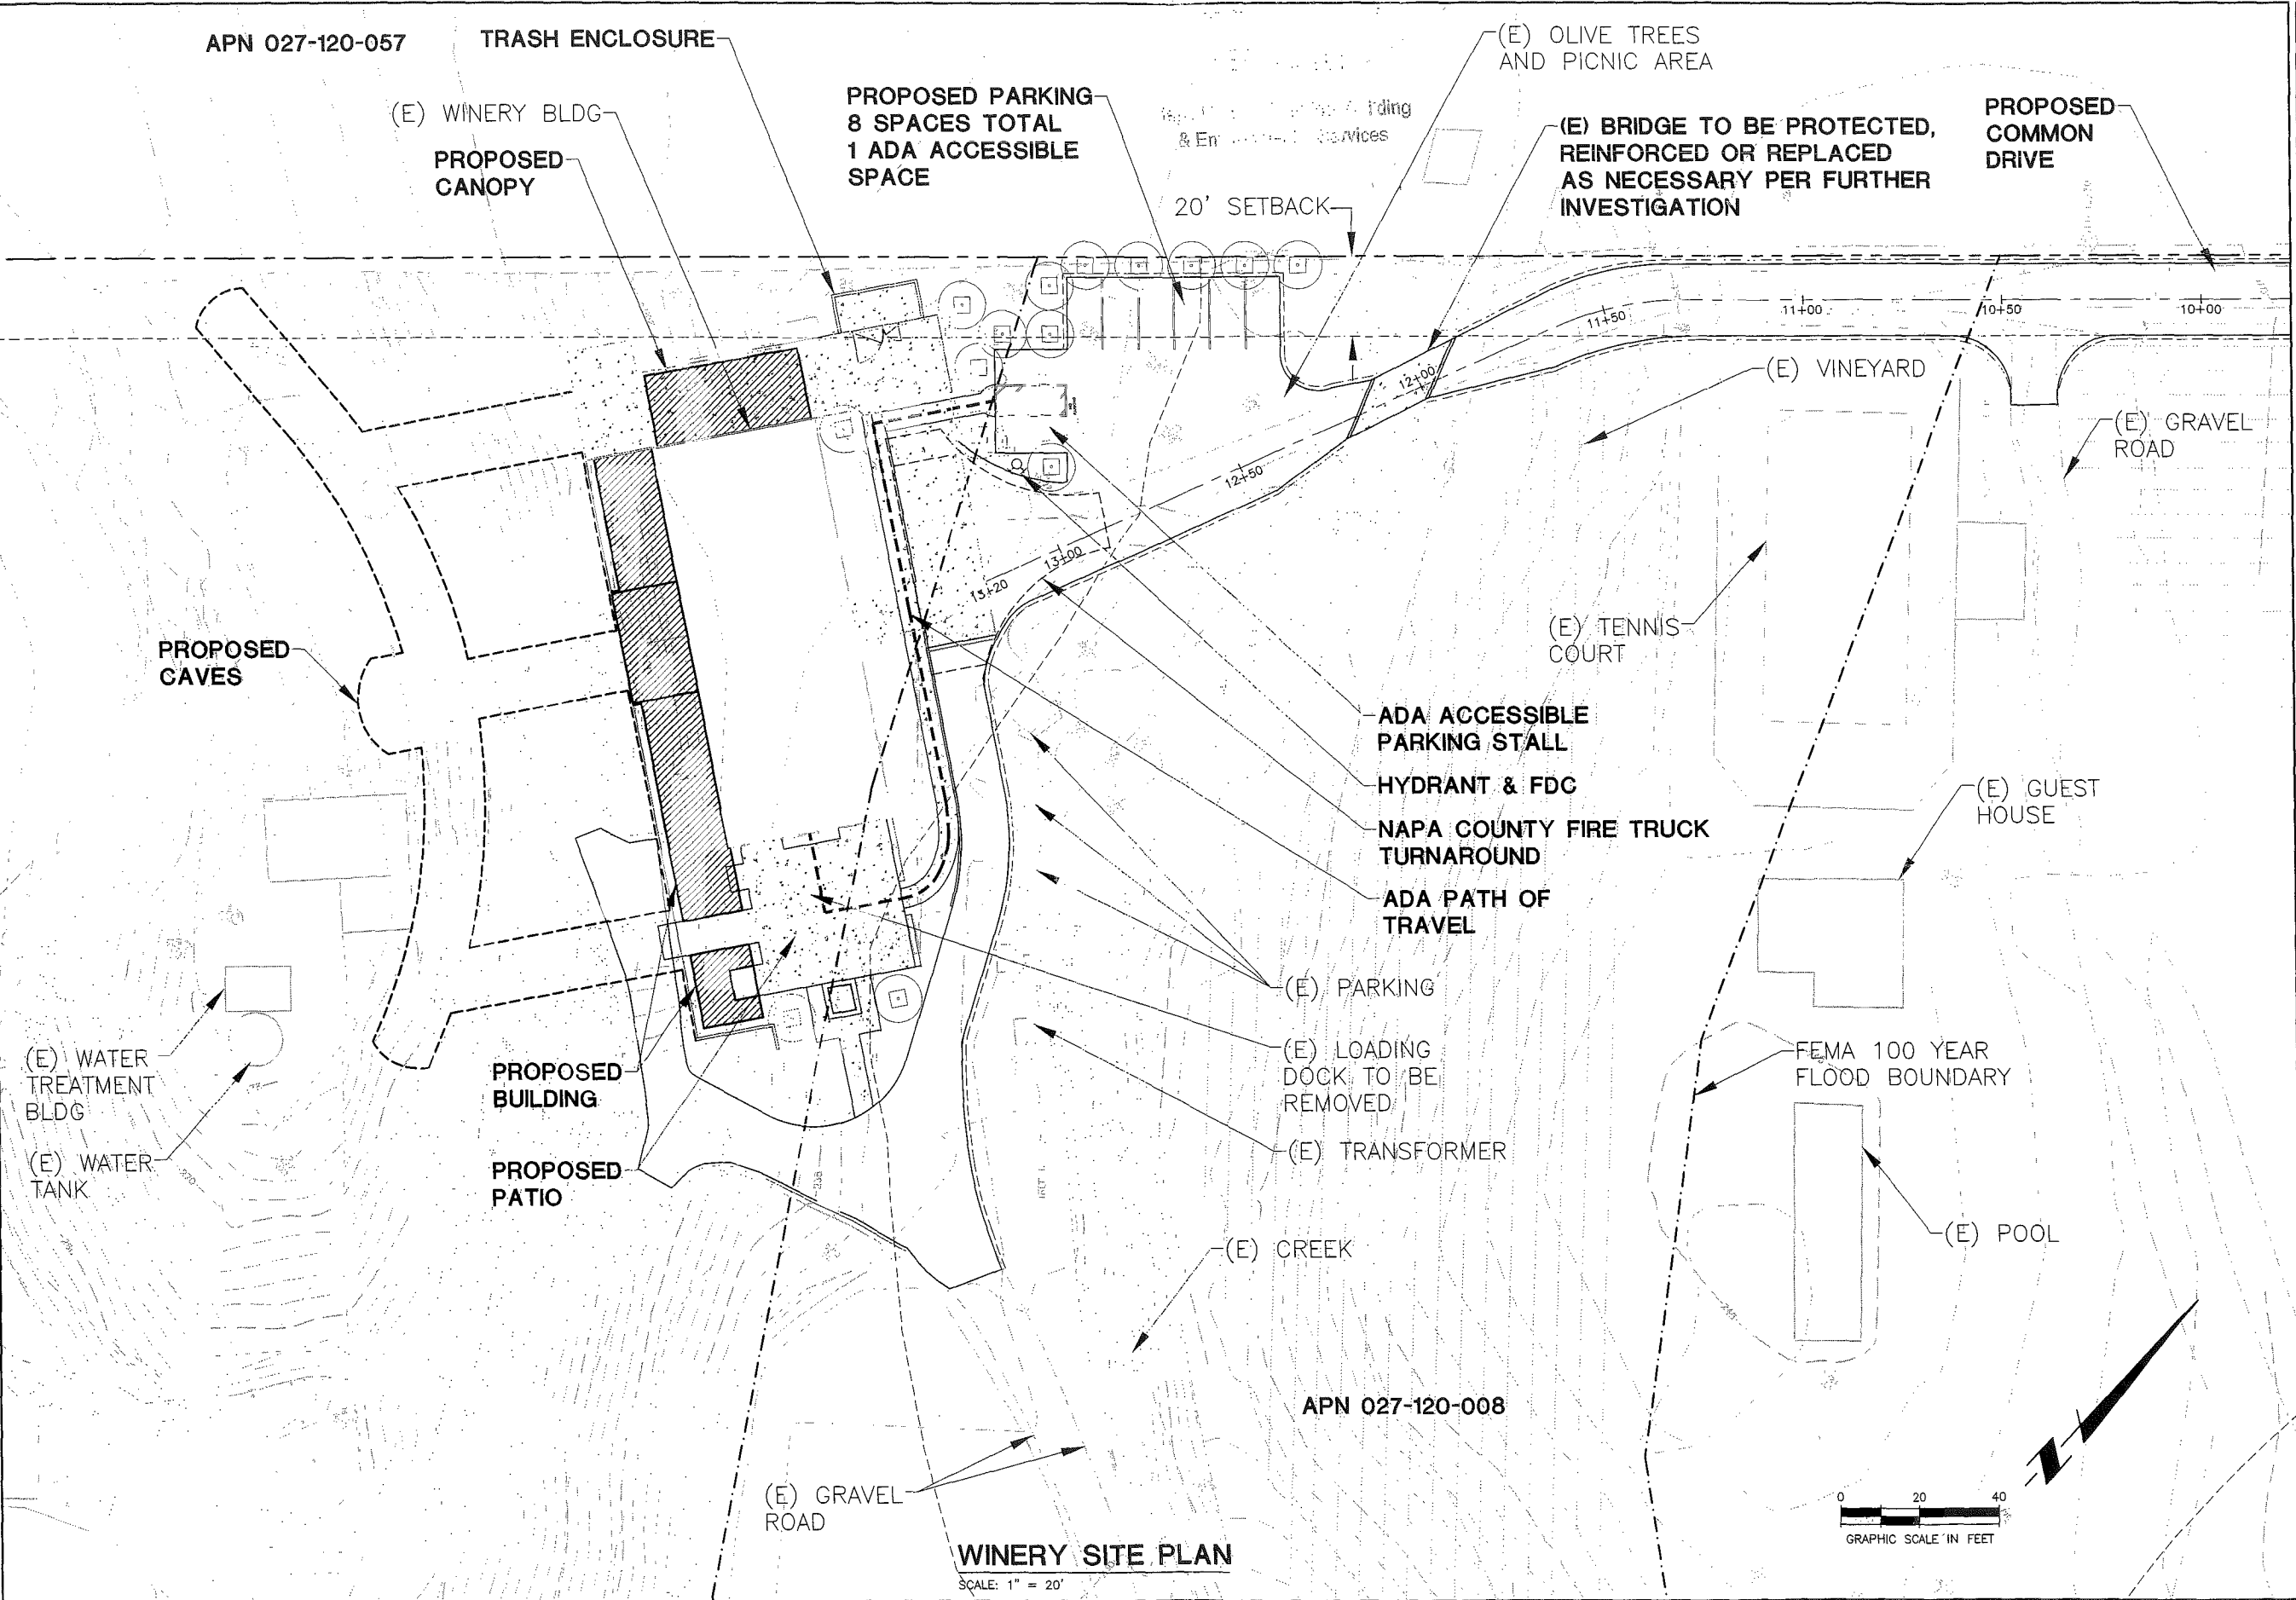 APN 027-120-057
TRASH ENCLOSURE
(E) OLIVE TREES
AND PICNIC AREA
(E) WINERY BLDG
PROPOSED
CANOPY
PROPOSED PARKING
8 SPACES TOTAL
1 ADA ACCESSIBLE
SPACE
& En
20' SETBACK
(E) BRIDGE TO BE PROTECTED,
REINFORCED OR REPLACED
AS NECESSARY PER FURTHER
INVESTIGATION
PROPOSED
COMMON
DRIVE
11+50
11+00
10+50
10+00
12+00
12+50
13+00
13+20
(E) VINEYARD
(E) GRAVEL
ROAD
(E) TENNIS
COURT
PROPOSED
CAVES
ADA ACCESSIBLE
PARKING STALL
HYDRANT & FDC
NAPA COUNTY FIRE TRUCK
TURNAROUND
ADA PATH OF
TRAVEL
(E) GUEST
HOUSE
(E) PARKING
(E) LOADING
DOCK TO BE
REMOVED
(E) TRANSFORMER
FEMA 100 YEAR
FLOOD BOUNDARY
(E) WATER
TREATMENT
BLDG
(E) WATER
TANK
PROPOSED
BUILDING
PROPOSED
PATIO
238
(E) CREEK
(E) POOL
APN 027-120-008
(E) GRAVEL
ROAD
N
0 20 40
GRAPHIC SCALE IN FEET
WINERY SITE PLAN
SCALE: 1" = 20'